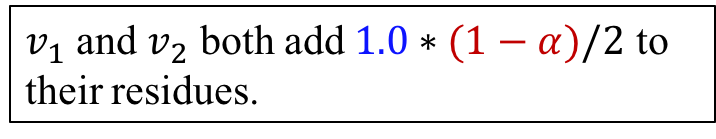 v₁ and v₂ both add 1.0 * (1 − α)/2 to
their residues.